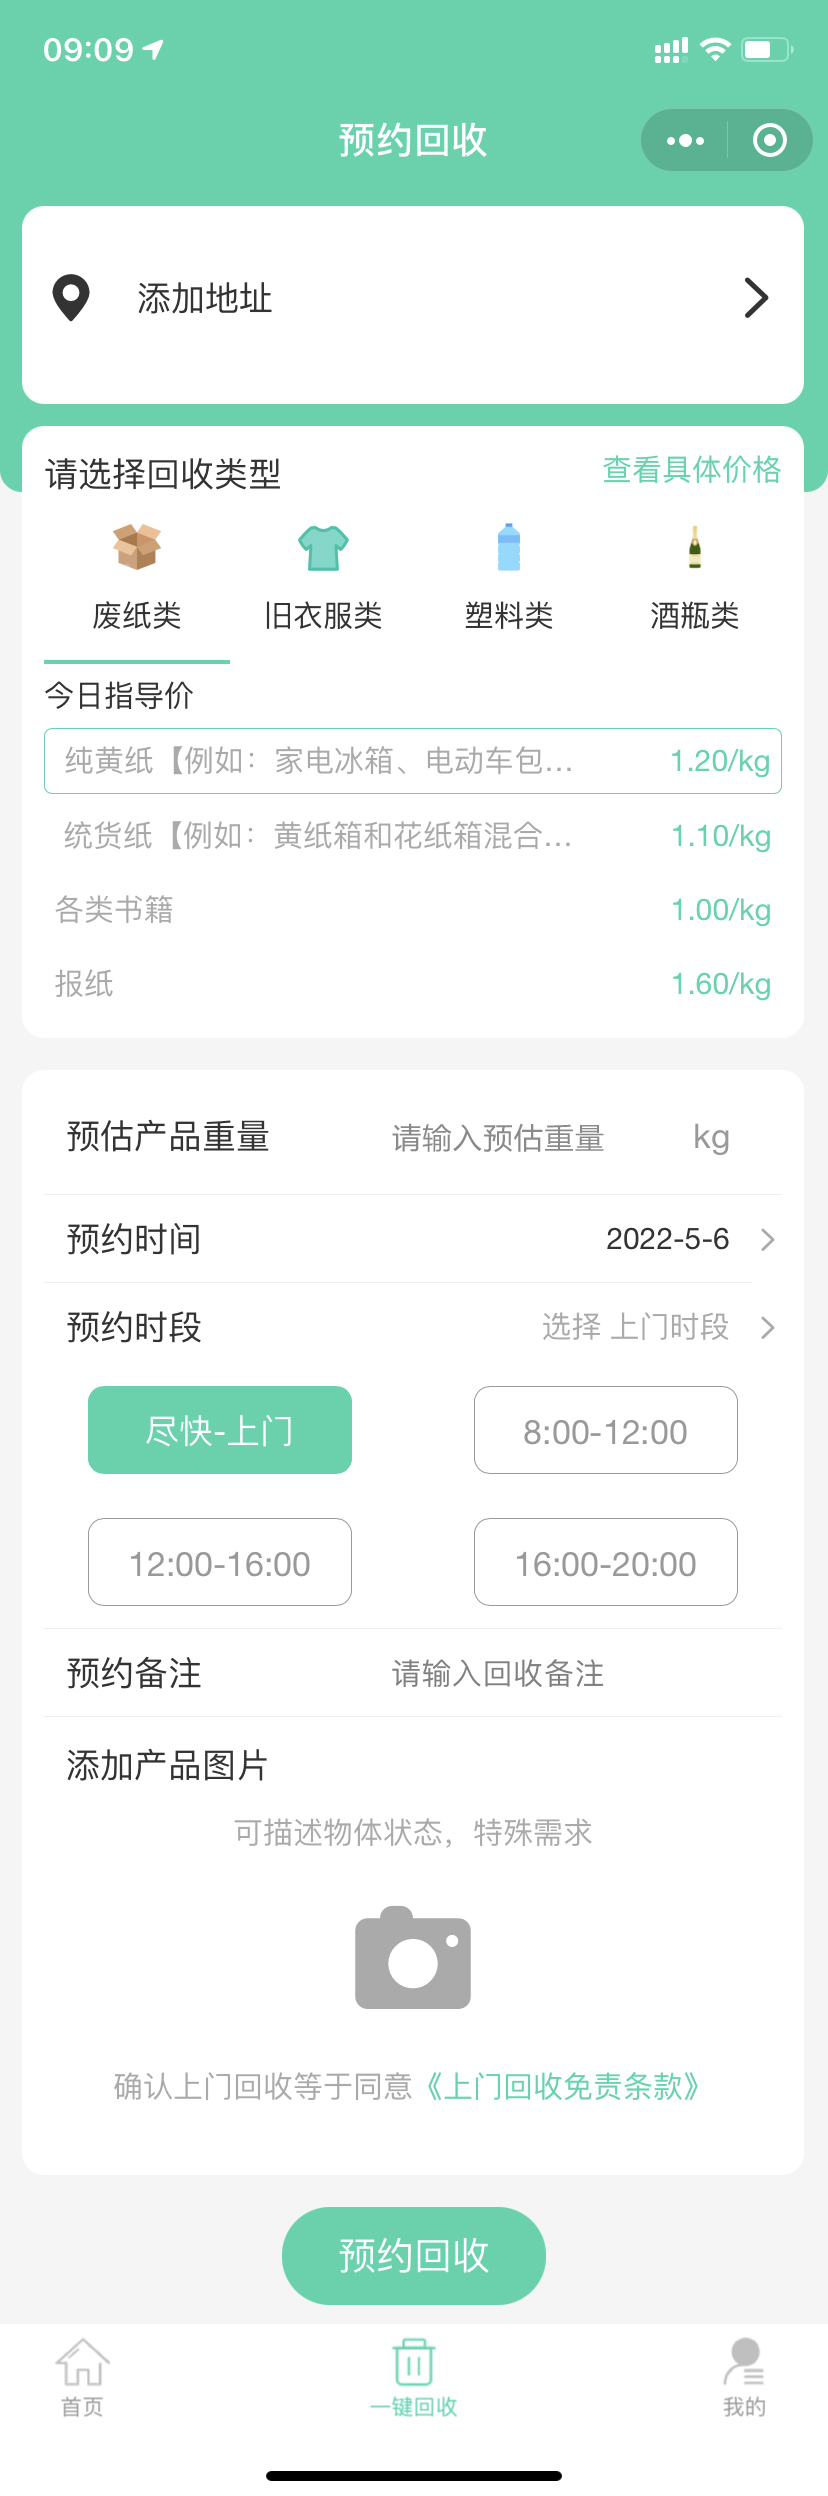 09:09
预约回收
添加地址
请选择回收类型 查看具体价格
废纸类 旧衣服类 塑料类 酒瓶类
今日指导价
纯黄纸【例如：家电冰箱、电动车包... 1.20/kg
统货纸【例如：黄纸箱和花纸箱混合... 1.10/kg
各类书籍 1.00/kg
报纸 1.60/kg
预估产品重量 请输入预估重量 kg
预约时间 2022-5-6
预约时段 选择 上门时段
尽快-上门 8:00-12:00
12:00-16:00 16:00-20:00
预约备注 请输入回收备注
添加产品图片
可描述物体状态，特殊需求
确认上门回收等于同意《上门回收免责条款》
预约回收
首页 一键回收 我的